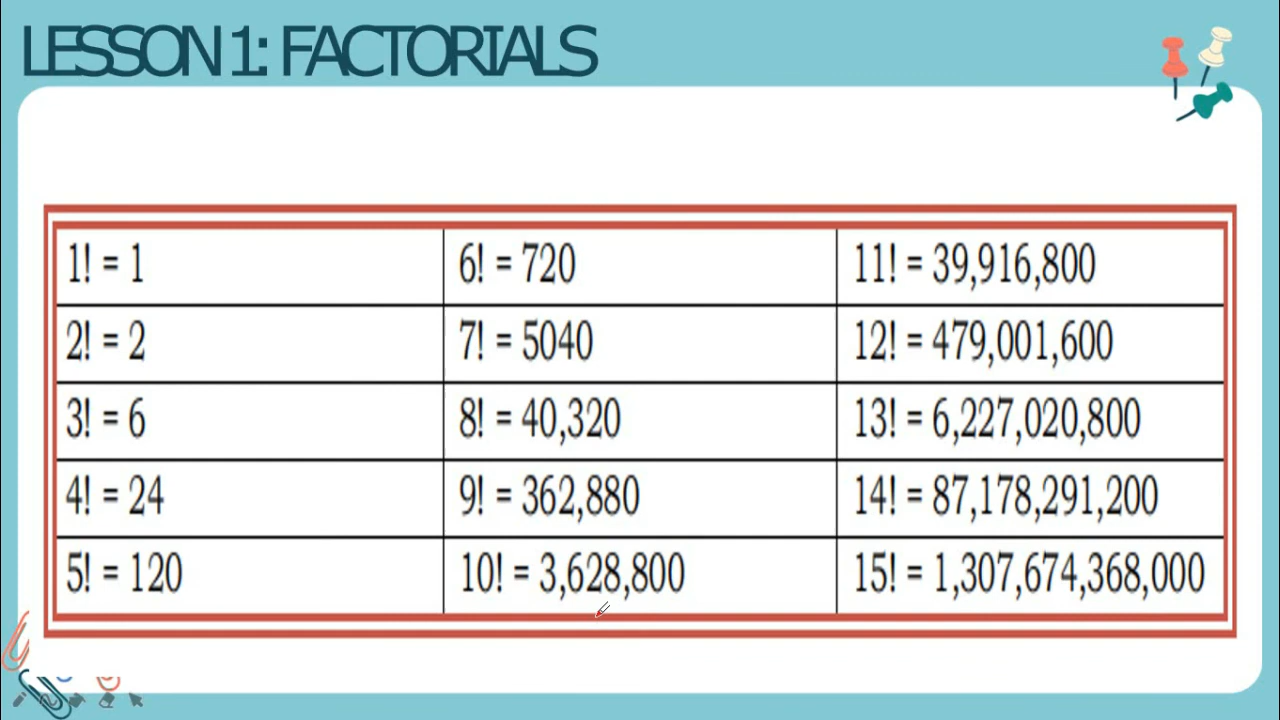 LESSON 1: FACTORIALS
1! = 1
6! = 720
11! = 39,916,800
2! = 2
7! = 5040
12! = 479,001,600
3! = 6
8! = 40,320
13! = 6,227,020,800
4! = 24
9! = 362,880
14! = 87,178,291,200
5! = 120
10! = 3,628,800
15! = 1,307,674,368,000